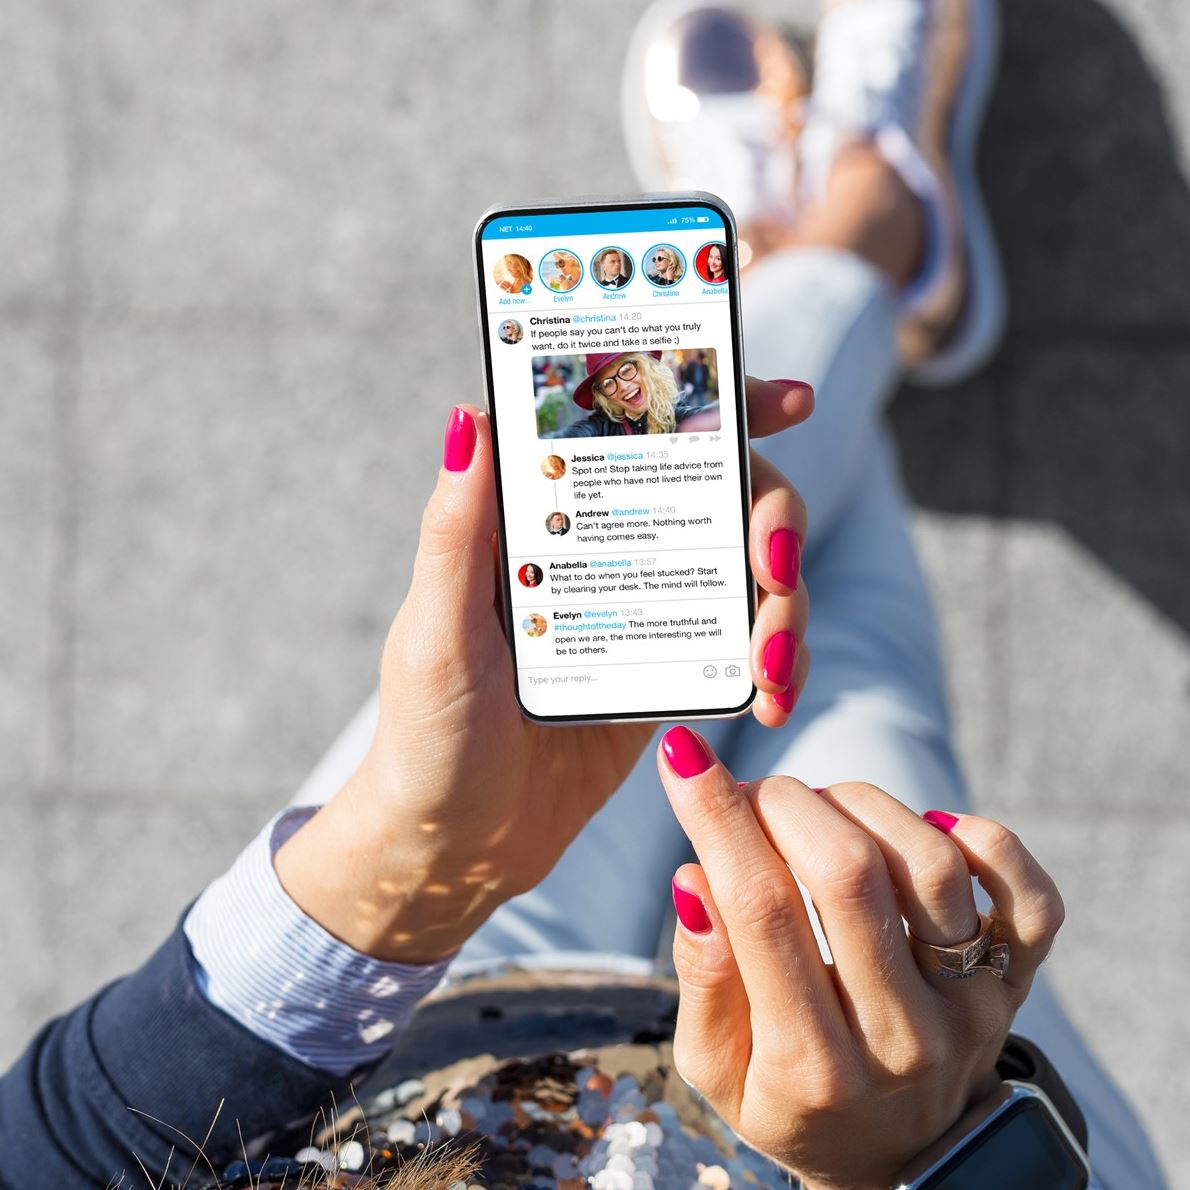 NET 14:40
75%
Add new...
Evelyn
Andrew
Christina
Anabella
Christina @christina 14:20
If people say you can't do what you truly
want, do it twice and take a selfie ;)
Jessica @jessica 14:35
Spot on! Stop taking life advice from
people who have not lived their own
life yet.
Andrew @andrew 14:40
Can't agree more. Nothing worth
having comes easy.
Anabella @anabella 13:57
What to do when you feel stucked? Start
by clearing your desk. The mind will follow.
Evelyn @evelyn 13:43
#thoughtoftheday The more truthful and
open we are, the more interesting we will
be to others.
Type your reply...